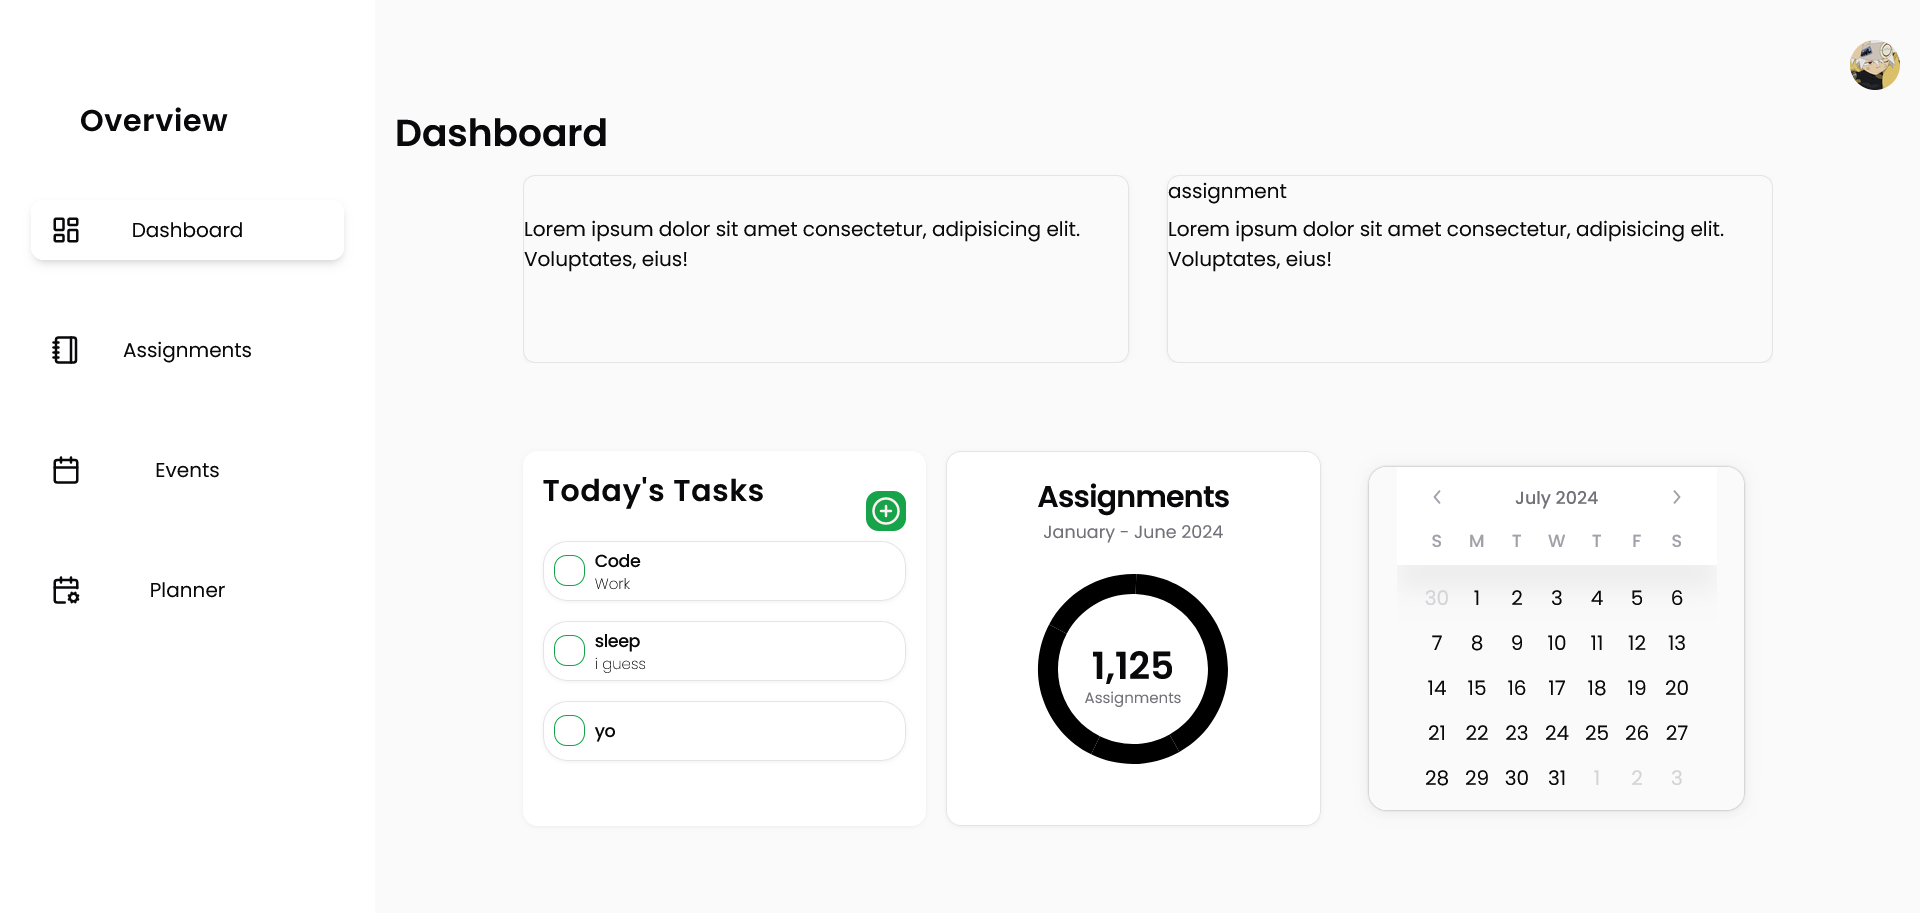 Overview
Dashboard
Assignments
Events
Planner
Dashboard
Lorem ipsum dolor sit amet consectetur, adipisicing elit.
Voluptates, eius!
assignment
Lorem ipsum dolor sit amet consectetur, adipisicing elit.
Voluptates, eius!
Today's Tasks
Code
Work
sleep
i guess
yo
Assignments
January - June 2024
1,125
Assignments
July 2024
S M T W T F S
30 1 2 3 4 5 6
7 8 9 10 11 12 13
14 15 16 17 18 19 20
21 22 23 24 25 26 27
28 29 30 31 1 2 3